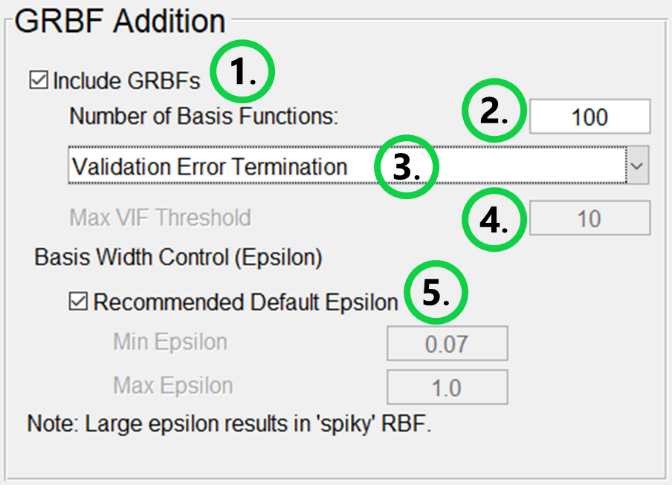 GRBF Addition
Include GRBFs 1.
Number of Basis Functions: 2. 100
Validation Error Termination 3.
Max VIF Threshold 4. 10
Basis Width Control (Epsilon)
Recommended Default Epsilon 5.
Min Epsilon 0.07
Max Epsilon 1.0
Note: Large epsilon results in 'spiky' RBF.